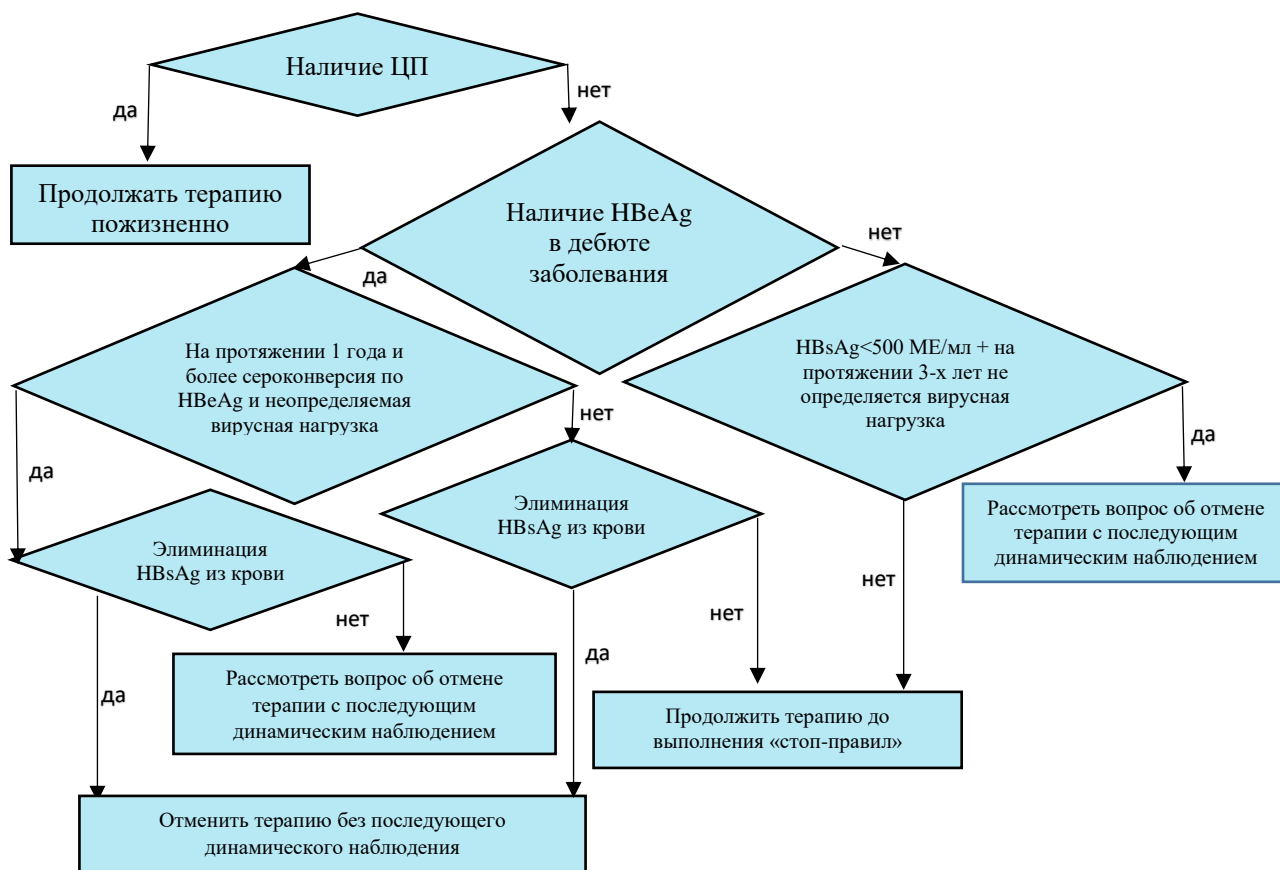 Наличие ЦП
да
нет
Продолжать терапию
пожизненно
Наличие HBeAg
в дебюте
заболевания
да
нет
На протяжении 1 года и
более сероконверсия по
HBeAg и неопределяемая
вирусная нагрузка
HBsAg<500 МЕ/мл + на
протяжении 3-х лет не
определяется вирусная
нагрузка
да
нет
да
нет
Элиминация
HBsAg из крови
Элиминация
HBsAg из крови
Рассмотреть вопрос об отмене
терапии с последующим
динамическим наблюдением
да
нет
да
нет
Рассмотреть вопрос об отмене
терапии с последующим
динамическим наблюдением
Продолжить терапию до
выполнения «стоп-правил»
Отменить терапию без последующего
динамического наблюдения